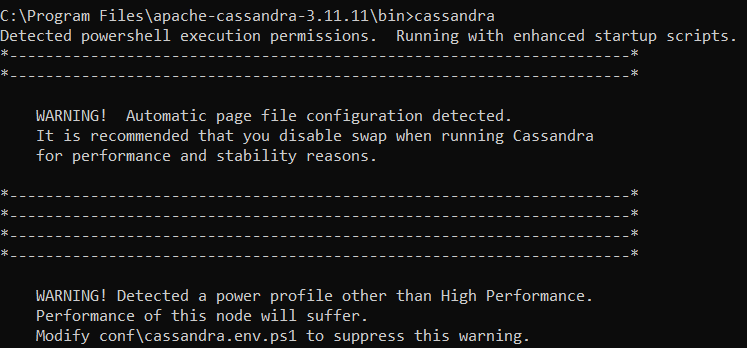 C:\Program Files\apache-cassandra-3.11.11\bin>cassandra
Detected powershell execution permissions.  Running with enhanced startup scripts.
*---------------------------------------------------------------------*
*---------------------------------------------------------------------*
WARNING!  Automatic page file configuration detected.
It is recommended that you disable swap when running Cassandra
for performance and stability reasons.
*---------------------------------------------------------------------*
*---------------------------------------------------------------------*
*---------------------------------------------------------------------*
*---------------------------------------------------------------------*
WARNING! Detected a power profile other than High Performance.
Performance of this node will suffer.
Modify conf\cassandra.env.ps1 to suppress this warning.